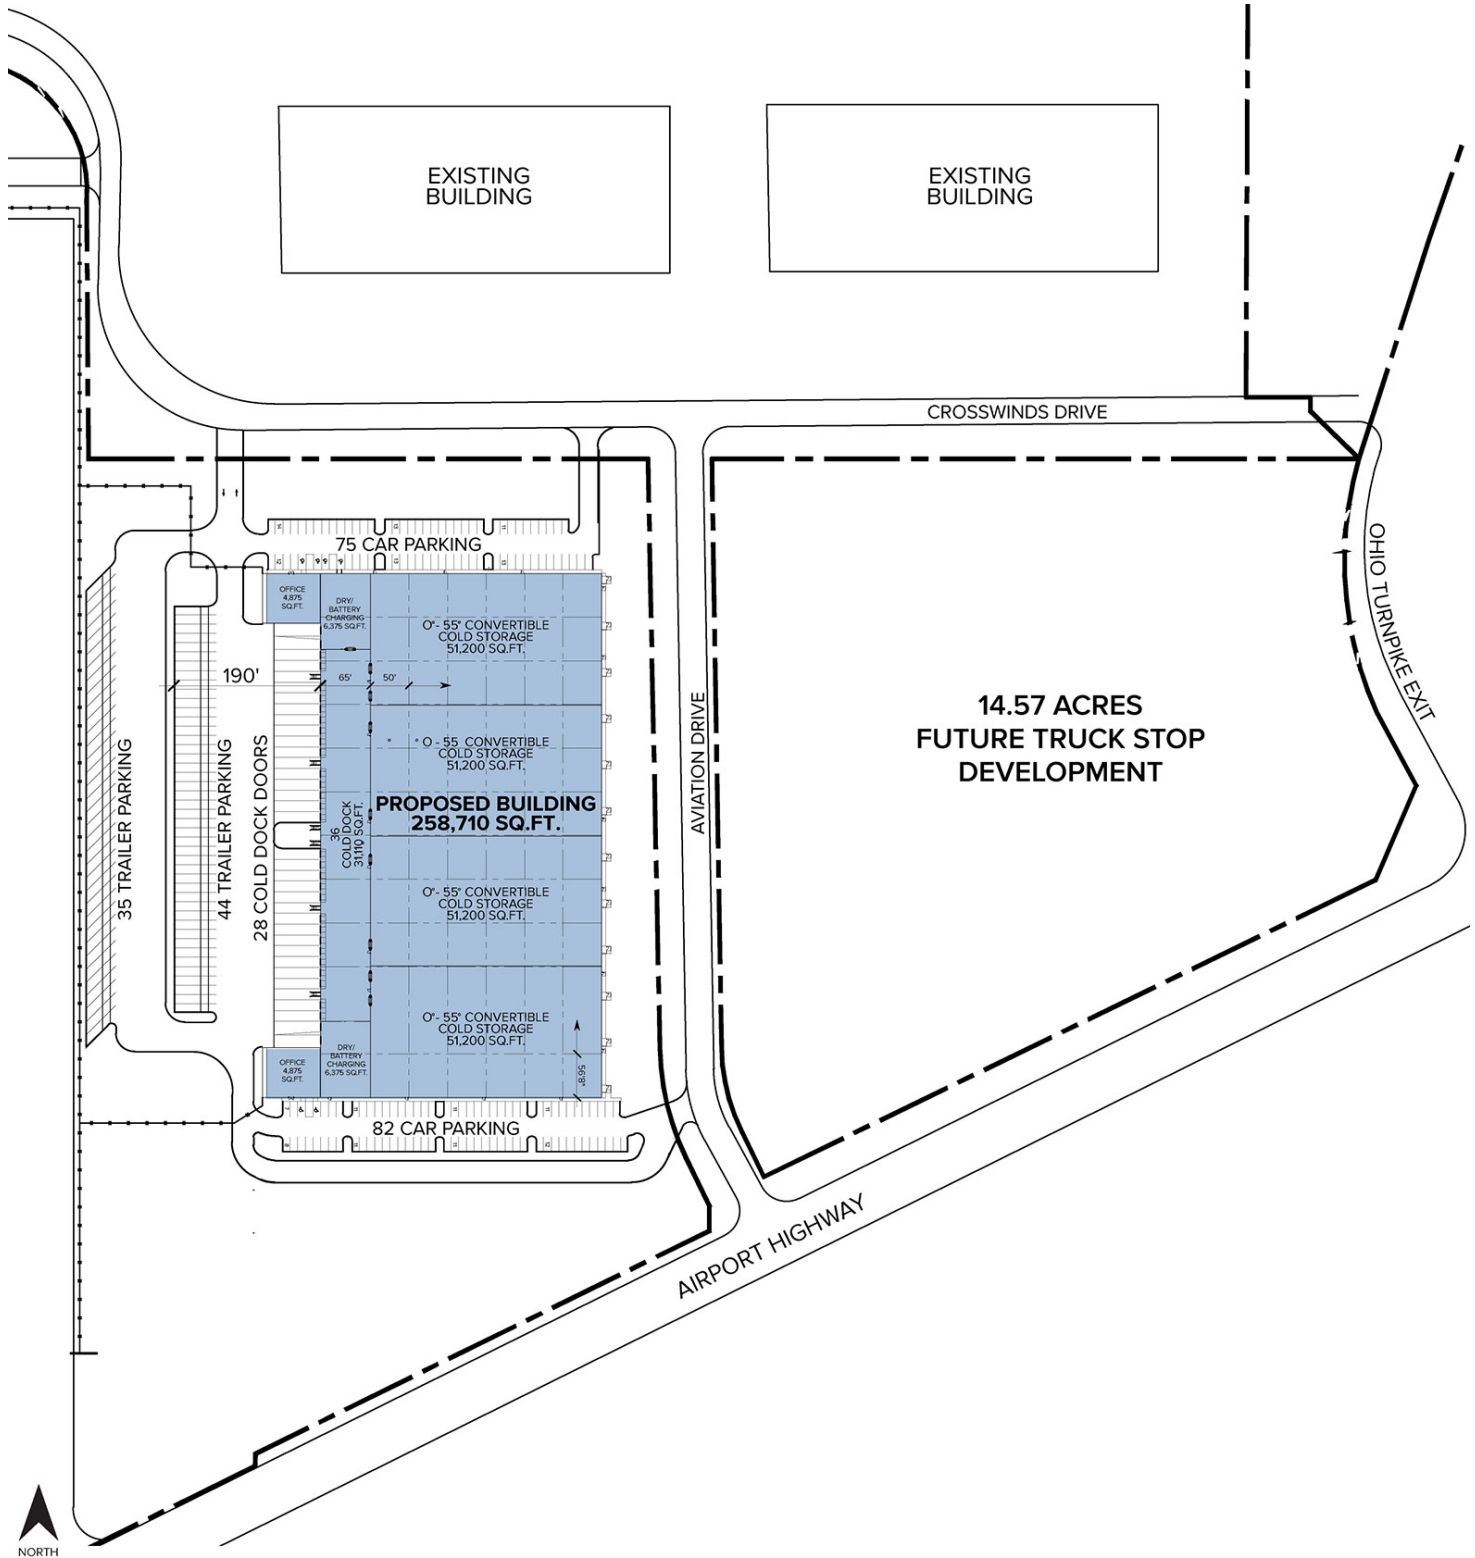 EXISTING
BUILDING
EXISTING
BUILDING
CROSSWINDS DRIVE
75 CAR PARKING
OFFICE
4,875
SQ.FT.
DRY/
BATTERY
CHARGING
6,375 SQ.FT.
O°- 55° CONVERTIBLE
COLD STORAGE
51,200 SQ.FT.
190'
65'
50'
OIHO TURNPIKE EXIT
14.57 ACRES
FUTURE TRUCK STOP
DEVELOPMENT
AVIATION DRIVE
° ° O - 55 CONVERTIBLE
COLD STORAGE
51,200 SQ.FT.
PROPOSED BUILDING
258,710 SQ.FT.
35 TRAILER PARKING
44 TRAILER PARKING
28 COLD DOCK DOORS
36
COLD DOCK
31,110 SQ.FT.
O°- 55° CONVERTIBLE
COLD STORAGE
51,200 SQ.FT.
O°- 55° CONVERTIBLE
COLD STORAGE
51,200 SQ.FT.
OFFICE
4,875
SQ.FT.
DRY/
BATTERY
CHARGING
6,375 SQ.FT.
56'8"
82 CAR PARKING
AIRPORT HIGHWAY
NORTH